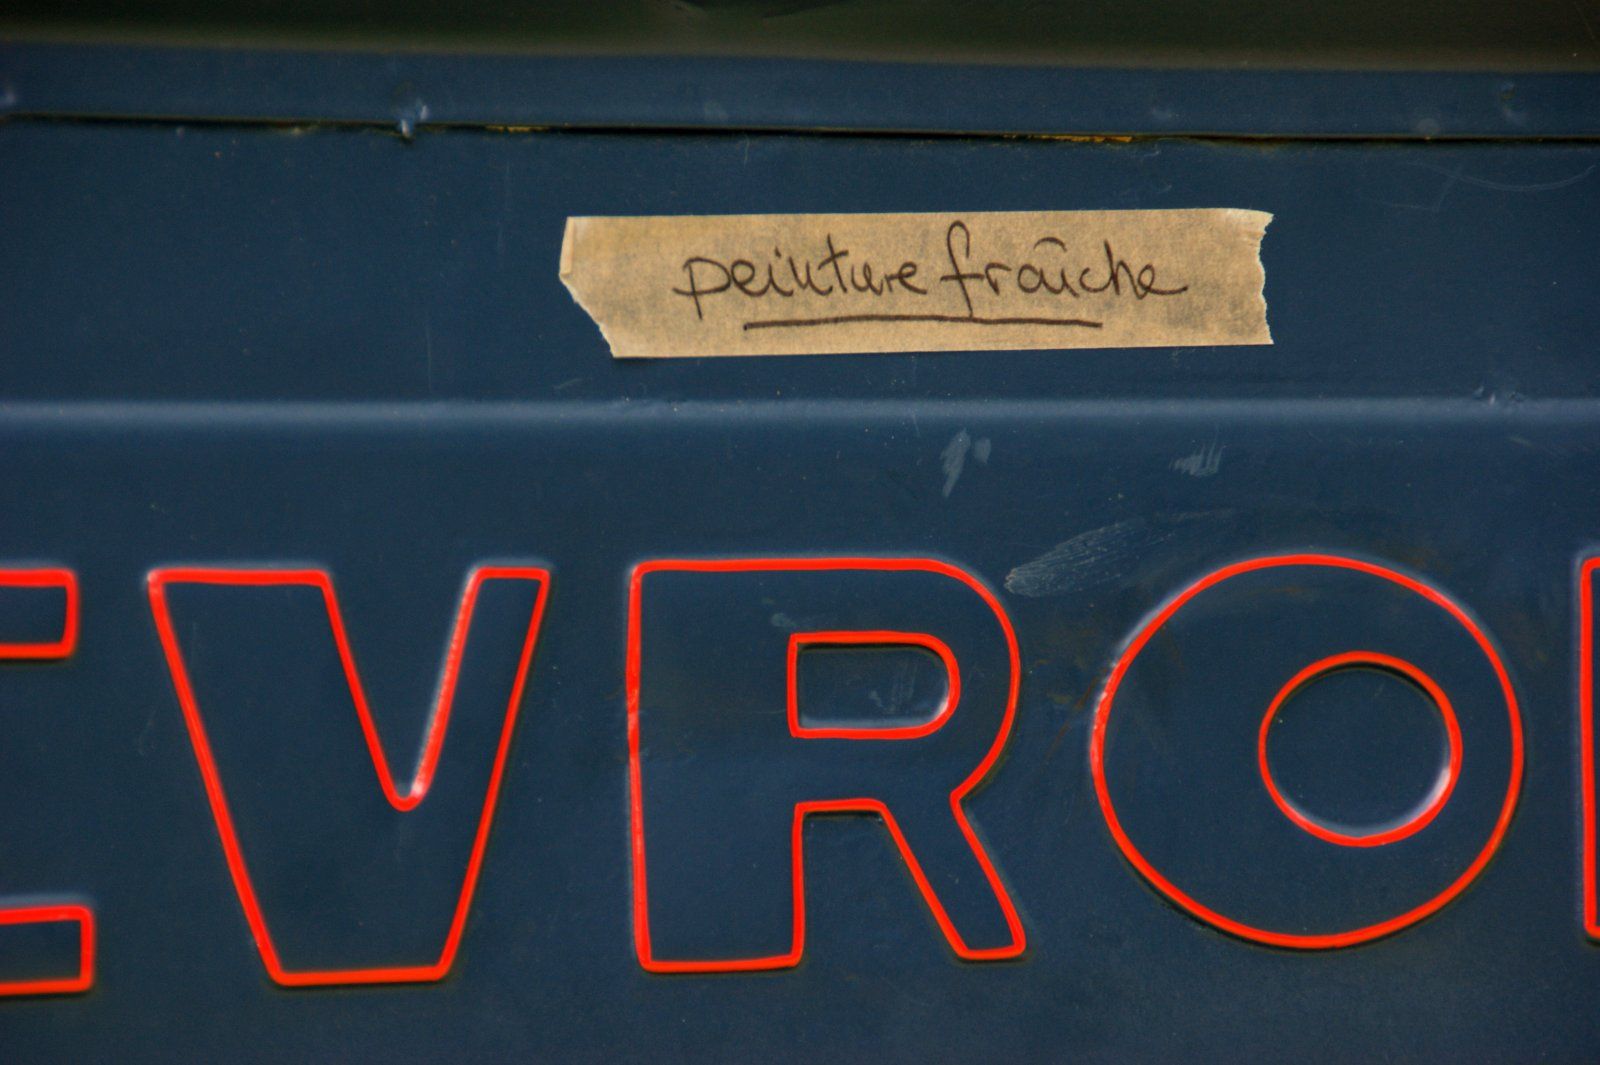 peinture fraîche
EVRO